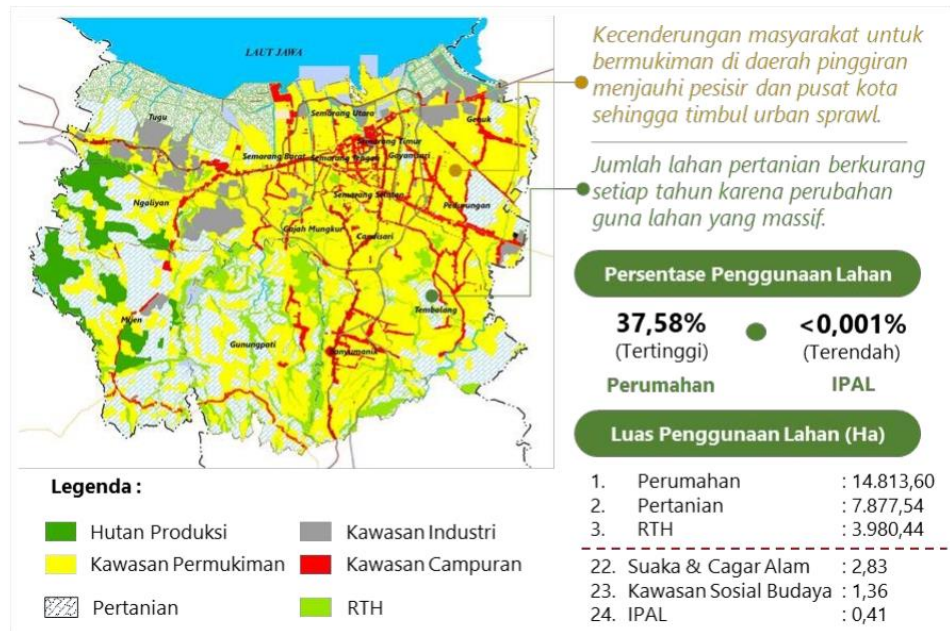 LAUT JAWA
Tugu
Semarang Utara
Genuk
Semarang Timur
Semarang Barat
Semarang Tengah
Gayamsari
Ngaliyan
Semarang Selatan
Pedurungan
Gajah Mungkur
Candisari
Mijen
Tembalang
Gunungpati
Banyumanik
Legenda :
Hutan Produksi
Kawasan Industri
Kawasan Permukiman
Kawasan Campuran
Pertanian
RTH
Kecenderungan masyarakat untuk
bermukiman di daerah pinggiran
menjauhi pesisir dan pusat kota
sehingga timbul urban sprawl.
Jumlah lahan pertanian berkurang
setiap tahun karena perubahan
guna lahan yang massif.
Persentase Penggunaan Lahan
37,58% <0,001%
(Tertinggi) (Terendah)
Perumahan IPAL
Luas Penggunaan Lahan (Ha)
1. Perumahan : 14.813,60
2. Pertanian : 7.877,54
3. RTH : 3.980,44
22. Suaka & Cagar Alam : 2,83
23. Kawasan Sosial Budaya : 1,36
24. IPAL : 0,41